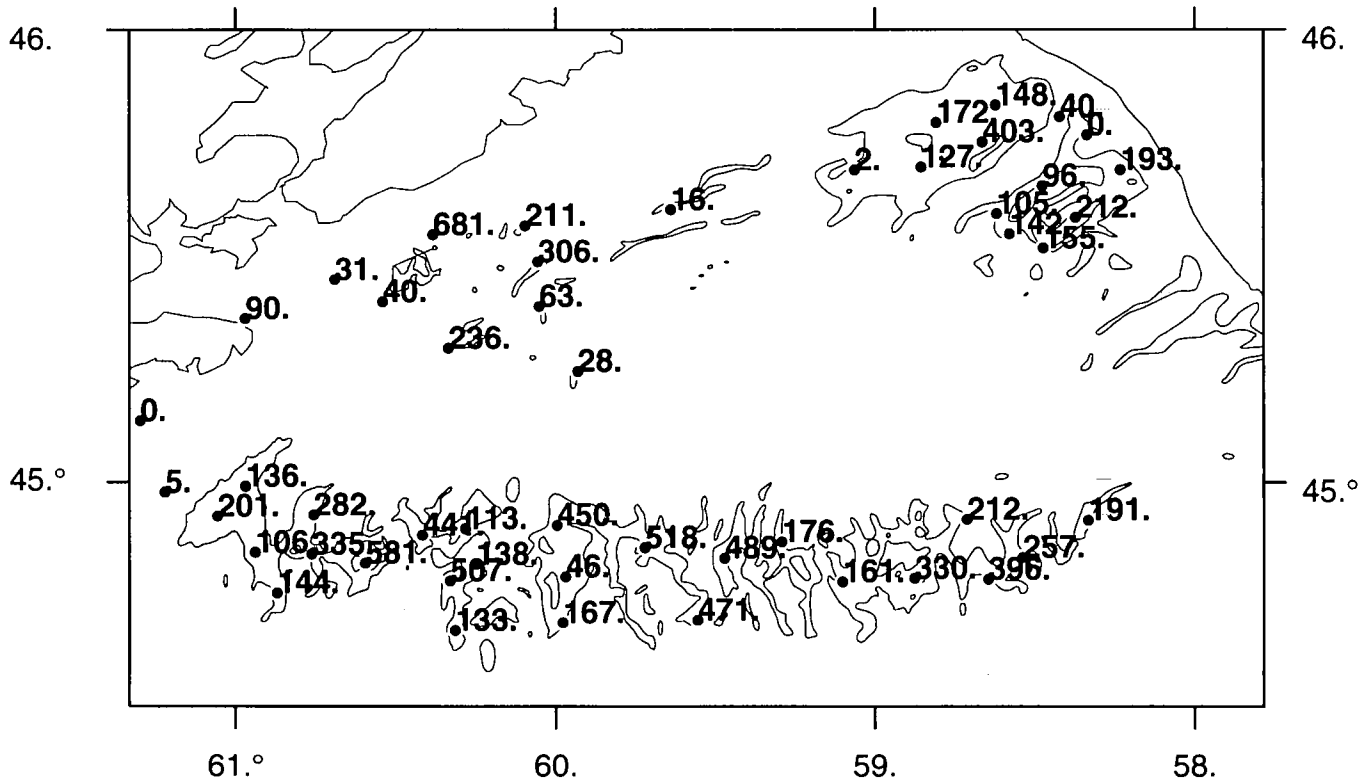 46. 46.
148.
172. 40.
403. 0.
2. 127. 193.
96.
16. 105. 212.
681. 211. 142.
155.
306.
31.
40.
90. 63.
236.
28.
0.
136.
45.° 5. 45.°
201. 282. 212. 191.
441. 113. 450.
106. 335. 518. 176.
581. 138. 489. 257.
507. 46. 161. 330. 396.
144.
133. 167. 471.
61.° 60. 59. 58.